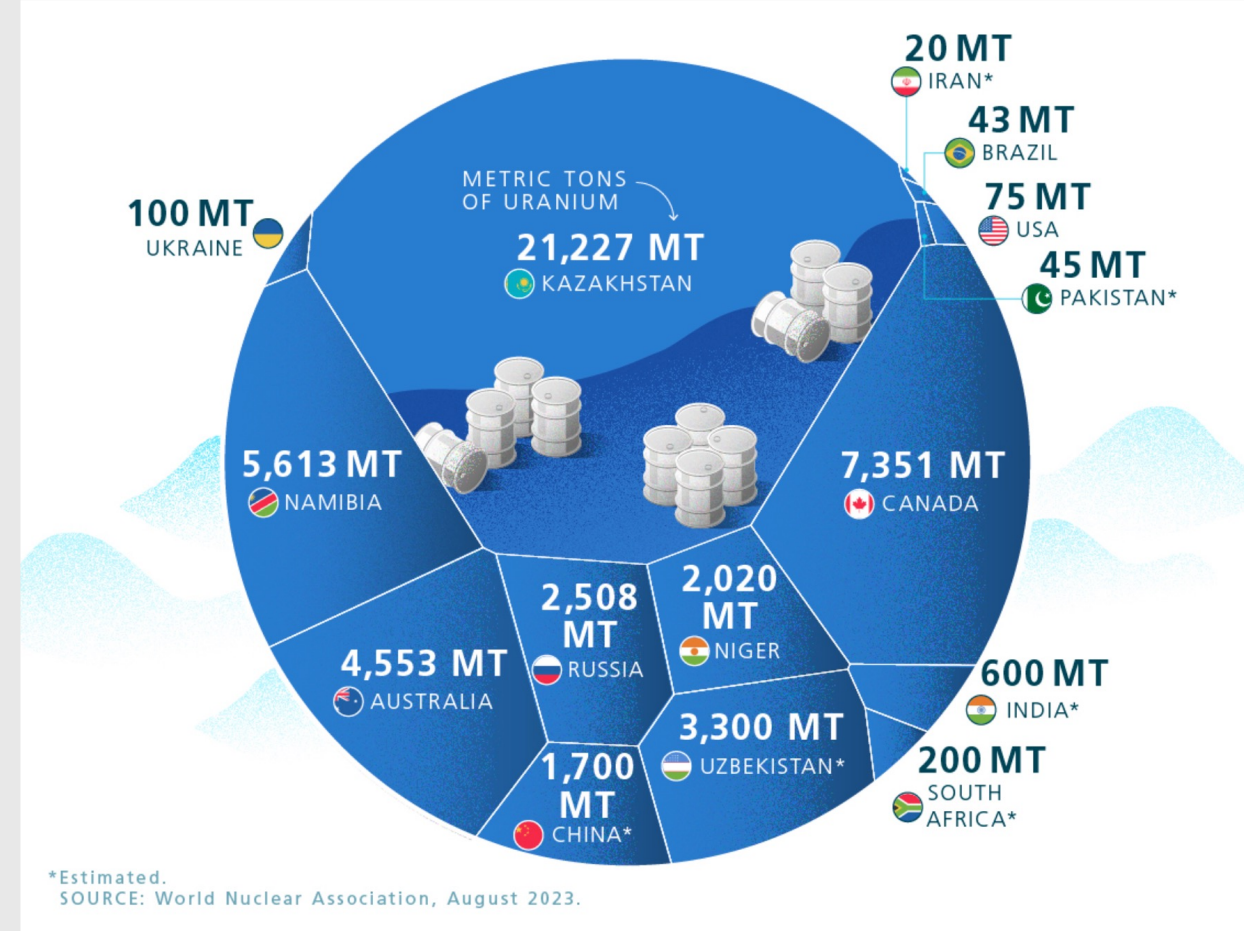 20 MT
IRAN*
43 MT
BRAZIL
75 MT
USA
45 MT
PAKISTAN*
100 MT
UKRAINE
METRIC TONS
OF URANIUM
21,227 MT
KAZAKHSTAN
5,613 MT
NAMIBIA
7,351 MT
CANADA
4,553 MT
AUSTRALIA
2,508
MT
RUSSIA
2,020
MT
NIGER
600 MT
INDIA*
3,300 MT
UZBEKISTAN*
1,700
MT
CHINA*
200 MT
SOUTH
AFRICA*
*Estimated.
SOURCE: World Nuclear Association, August 2023.